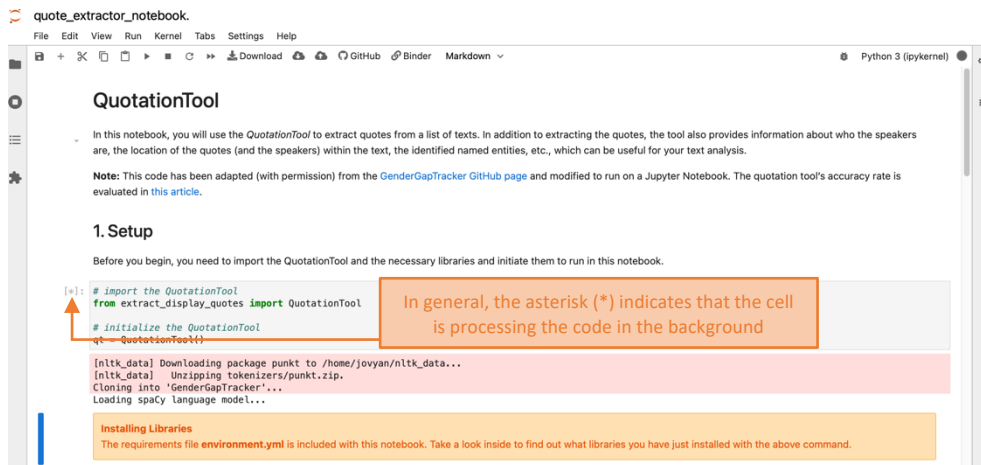 quote_extractor_notebook.
File Edit View Run Kernel Tabs Settings Help
Download GitHub Binder Markdown Python 3 (ipykernel)
QuotationTool
In this notebook, you will use the QuotationTool to extract quotes from a list of texts. In addition to extracting the quotes, the tool also provides information about who the speakers
are, the location of the quotes (and the speakers) within the text, the identified named entities, etc., which can be useful for your text analysis.
Note: This code has been adapted (with permission) from the GenderGapTracker GitHub page and modified to run on a Jupyter Notebook. The quotation tool's accuracy rate is
evaluated in this article.
1. Setup
Before you begin, you need to import the QuotationTool and the necessary libraries and initiate them to run in this notebook.
[*]: # import the QuotationTool
from extract_display_quotes import QuotationTool
# initialize the QuotationTool
qt = QuotationTool()
In general, the asterisk (*) indicates that the cell
is processing the code in the background
[nltk_data] Downloading package punkt to /home/jovyan/nltk_data...
[nltk_data] Unzipping tokenizers/punkt.zip.
Cloning into 'GenderGapTracker'...
Loading spaCy language model...
Installing Libraries
The requirements file environment.yml is included with this notebook. Take a look inside to find out what libraries you have just installed with the above command.